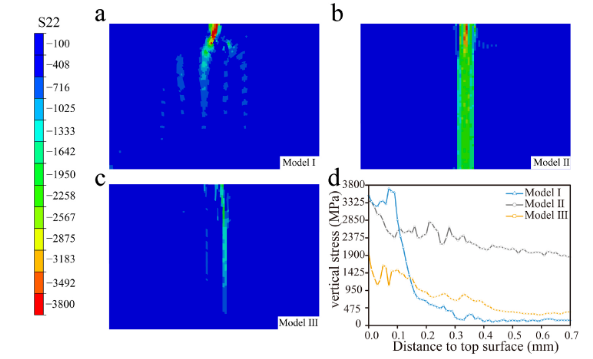 a
b
S22
−100
−408
−716
−1025
−1333
−1642
−1950
−2258
−2567
−2875
−3183
−3492
−3800
Model I
Model II
c
d
Model III
3800
3325
2850
2375
1900
1425
950
475
0
vertical stress (MPa)
Model I
Model II
Model III
0.0 0.1 0.2 0.3 0.4 0.5 0.6 0.7
Distance to top surface (mm)